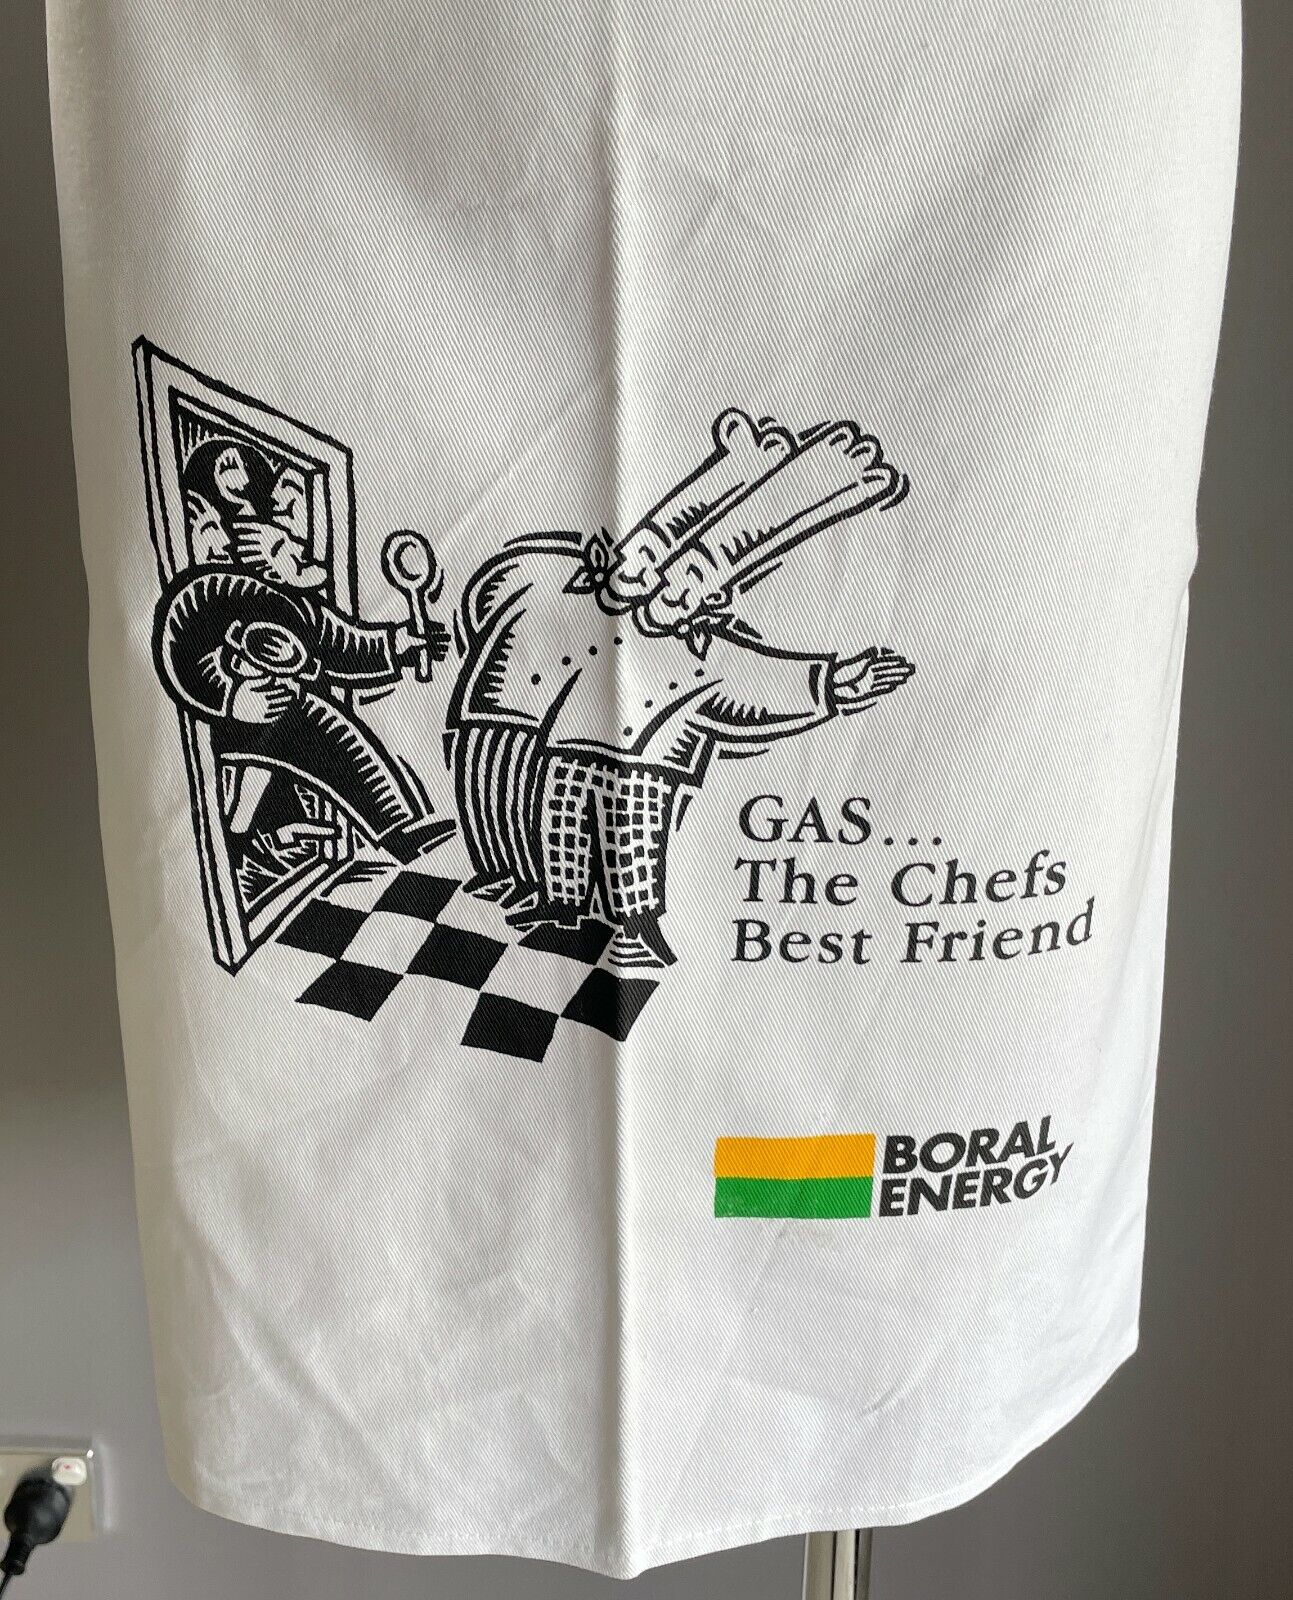 GAS...
The Chefs
Best Friend
BORAL
ENERGY